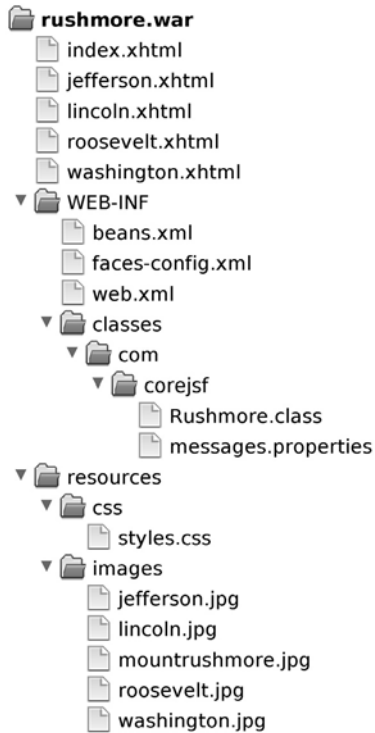 rushmore.war
index.xhtml
jefferson.xhtml
lincoln.xhtml
roosevelt.xhtml
washington.xhtml
WEB-INF
beans.xml
faces-config.xml
web.xml
classes
com
corejsf
Rushmore.class
messages.properties
resources
css
styles.css
images
jefferson.jpg
lincoln.jpg
mountrushmore.jpg
roosevelt.jpg
washington.jpg